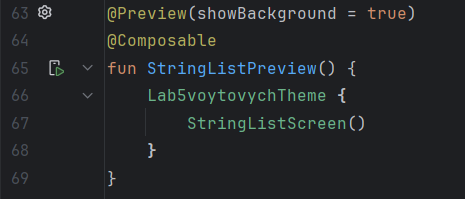 63 @Preview(showBackground = true)
64 @Composable
65 fun StringListPreview() {
66 Lab5voytovychTheme {
67 StringListScreen()
68 }
69 }